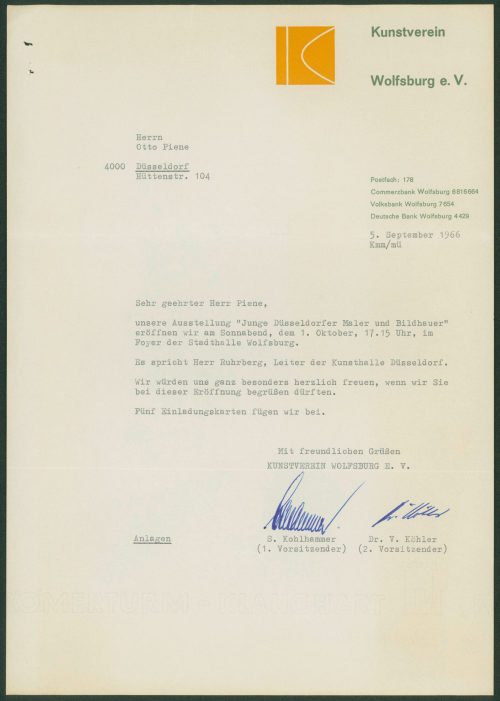 Kunstverein
Wolfsburg e. V.
Herrn
Otto Piene
4000 Düsseldorf
Hüttenstr. 104
Postfach: 178
Commerzbank Wolfsburg 6816664
Volksbank Wolfsburg 7654
Deutsche Bank Wolfsburg 4429
5. September 1966
Kmm/mü
Sehr geehrter Herr Piene,
unsere Ausstellung "Junge Düsseldorfer Maler und Bildhauer"
eröffnen wir am Sonnabend, dem 1. Oktober, 17.15 Uhr, im
Foyer der Stadthalle Wolfsburg.
Es spricht Herr Ruhrberg, Leiter der Kunsthalle Düsseldorf.
Wir würden uns ganz besonders herzlich freuen, wenn wir Sie
bei dieser Eröffnung begrüßen dürften.
Fünf Einladungskarten fügen wir bei.
Mit freundlichen Grüßen
KUNSTVEREIN WOLFSBURG E. V.
Anlagen
S. Kohlhammer Dr. V. Köhler
(1. Vorsitzender) (2. Vorsitzender)
RÖMERTURM - KLANGHART